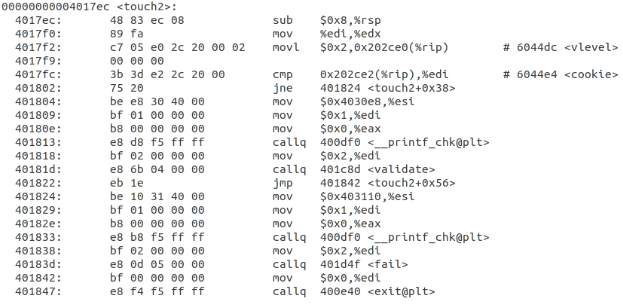 00000000004017ec <touch2>:
4017ec: 48 83 ec 08 sub $0x8,%rsp
4017f0: 89 fa mov %edi,%edx
4017f2: c7 05 e0 2c 20 00 02 movl $0x2,0x202ce0(%rip) # 6044dc <vlevel>
4017f9: 00 00 00
4017fc: 3b 3d e2 2c 20 00 cmp 0x202ce2(%rip),%edi # 6044e4 <cookie>
401802: 75 20 jne 401824 <touch2+0x38>
401804: be e8 30 40 00 mov $0x4030e8,%esi
401809: bf 01 00 00 00 mov $0x1,%edi
40180e: b8 00 00 00 00 mov $0x0,%eax
401813: e8 d8 f5 ff ff callq 400df0 <__printf_chk@plt>
401818: bf 02 00 00 00 mov $0x2,%edi
40181d: e8 6b 04 00 00 callq 401c8d <validate>
401822: eb 1e jmp 401842 <touch2+0x56>
401824: be 10 31 40 00 mov $0x403110,%esi
401829: bf 01 00 00 00 mov $0x1,%edi
40182e: b8 00 00 00 00 mov $0x0,%eax
401833: e8 b8 f5 ff ff callq 400df0 <__printf_chk@plt>
401838: bf 02 00 00 00 mov $0x2,%edi
40183d: e8 0d 05 00 00 callq 401d4f <fail>
401842: bf 00 00 00 00 mov $0x0,%edi
401847: e8 f4 f5 ff ff callq 400e40 <exit@plt>